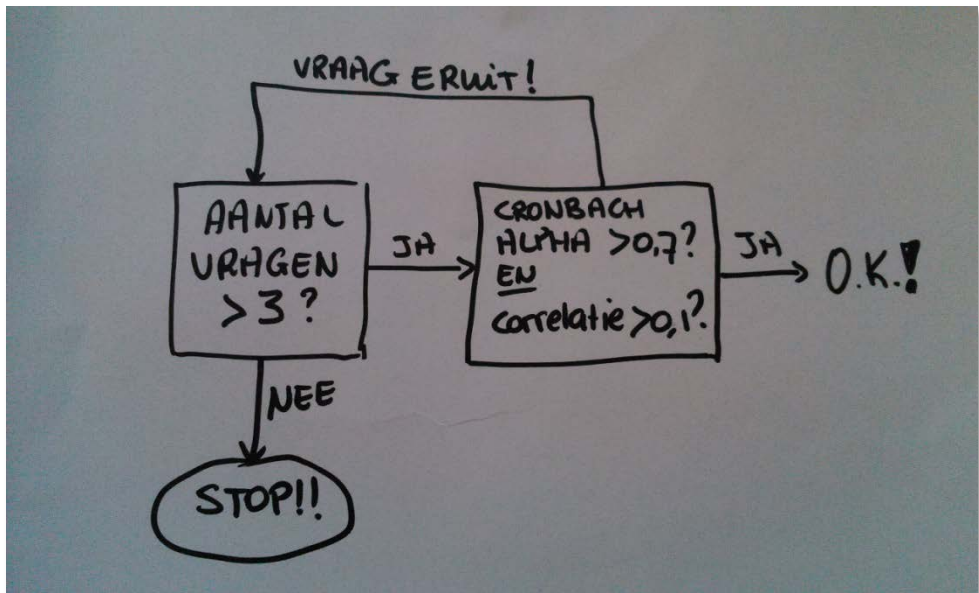 VRAAG ERUIT!
AANTAL
VRAGEN
>3?
JA
CRONBACH
ALPHA >0,7?
EN
correlatie >0,1?
JA
O.K.!
NEE
STOP!!